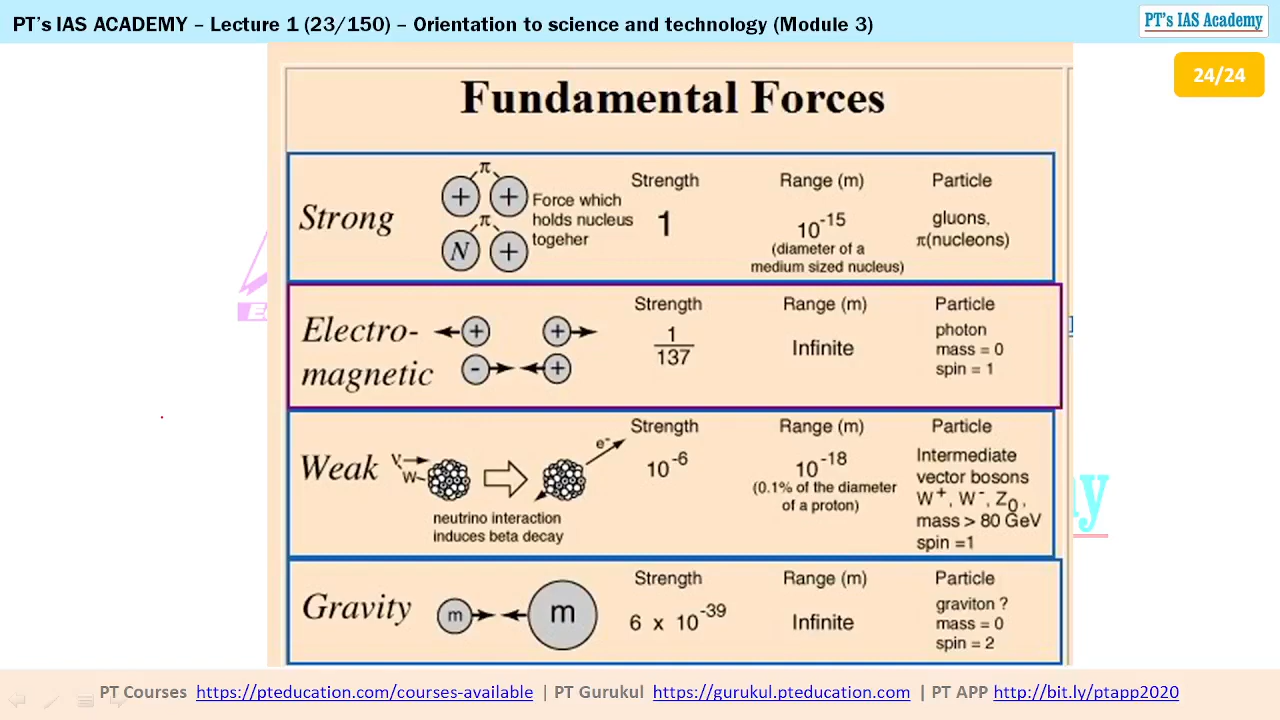 PT's IAS ACADEMY – Lecture 1 (23/150) – Orientation to science and technology (Module 3)
PT's IAS Academy
24/24
Fundamental Forces
Strong
π
+ +
π
N +
Force which
holds nucleus
togeher
Strength
1
Range (m)
10^-15
(diameter of a
medium sized nucleus)
Particle
gluons,
π(nucleons)
Electro-
magnetic
+ +
- +
Strength
1
137
Range (m)
Infinite
Particle
photon
mass = 0
spin = 1
Weak
ν
W
e-
neutrino interaction
induces beta decay
Strength
10^-6
Range (m)
10^-18
(0.1% of the diameter
of a proton)
Particle
Intermediate
vector bosons
W+, W-, Z0,
mass > 80 GeV
spin =1
Gravity
m m
Strength
6 x 10^-39
Range (m)
Infinite
Particle
graviton ?
mass = 0
spin = 2
PT Courses https://pteducation.com/courses-available | PT Gurukul https://gurukul.pteducation.com | PT APP http://bit.ly/ptapp2020